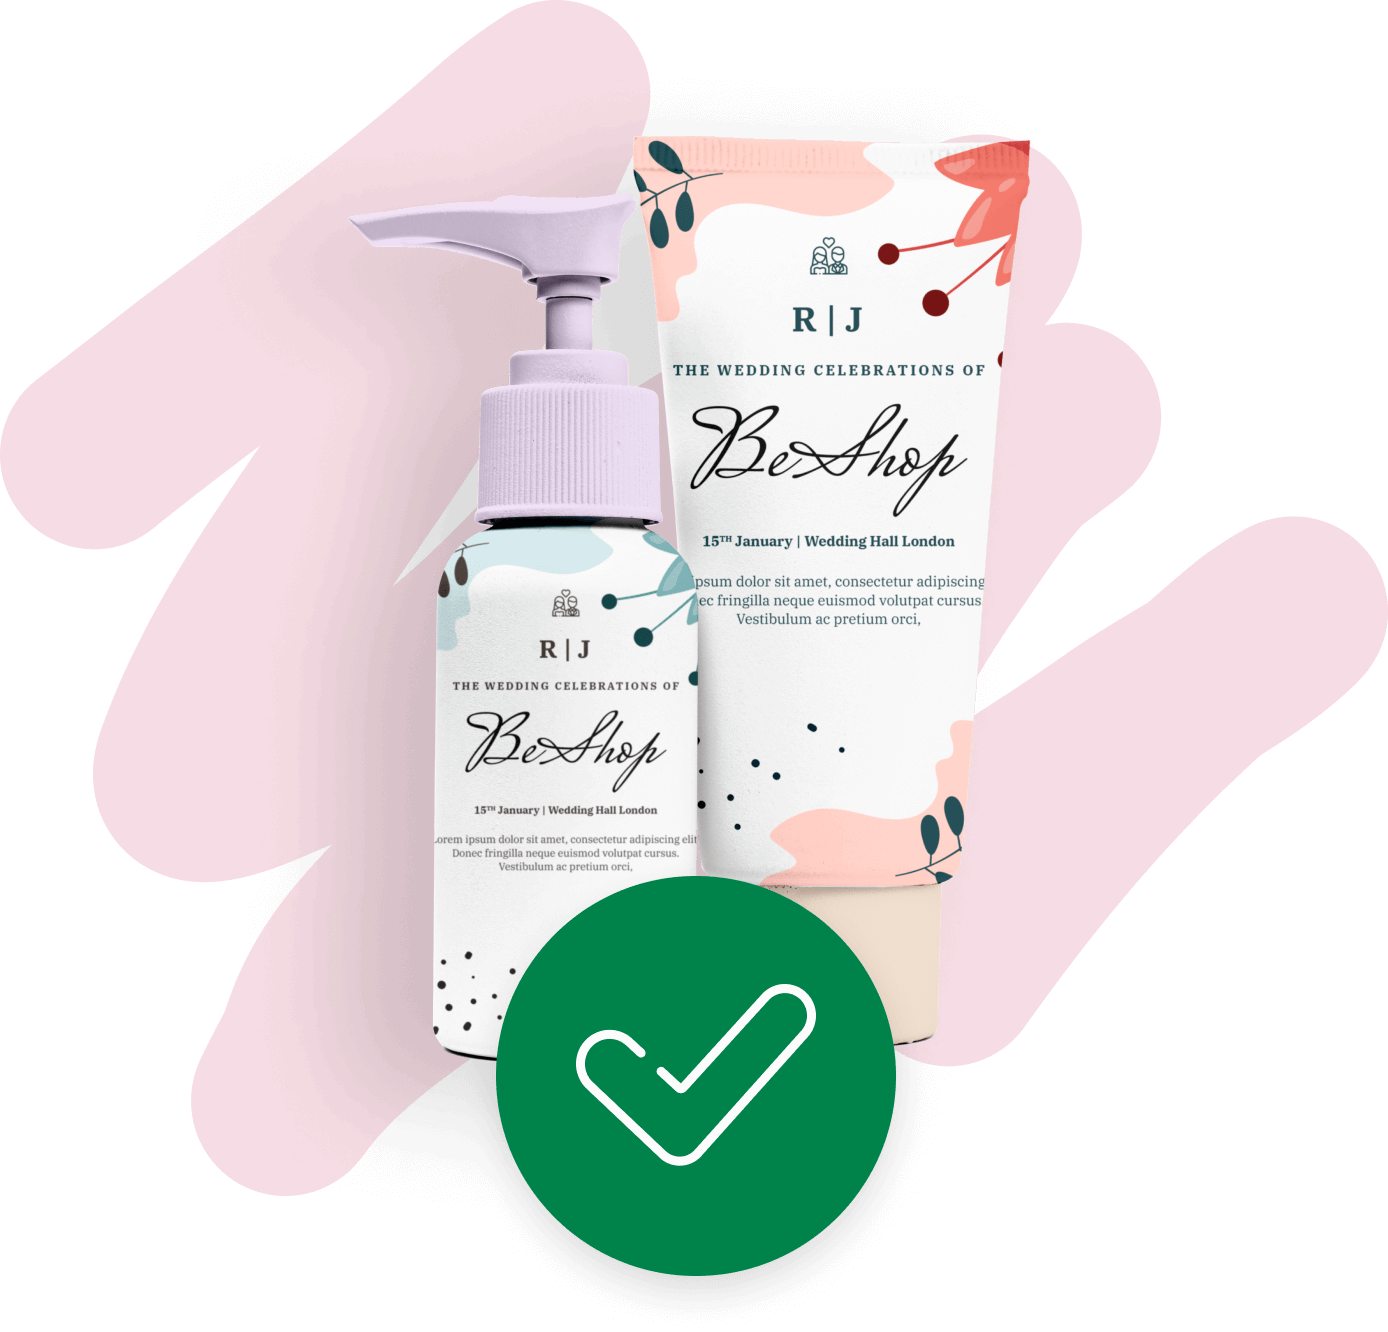 R | J
THE WEDDING CELEBRATIONS OF
BeShop
15TH January | Wedding Hall London
psum dolor sit amet, consectetur adipiscing
ec fringilla neque euismod volutpat cursus
Vestibulum ac pretium orci,
R | J
THE WEDDING CELEBRATIONS OF
BeShop
15TH January | Wedding Hall London
orem ipsum dolor sit amet, consectetur adipiscing elit
Donec fringilla neque euismod volutpat cursus.
Vestibulum ac pretium orci,